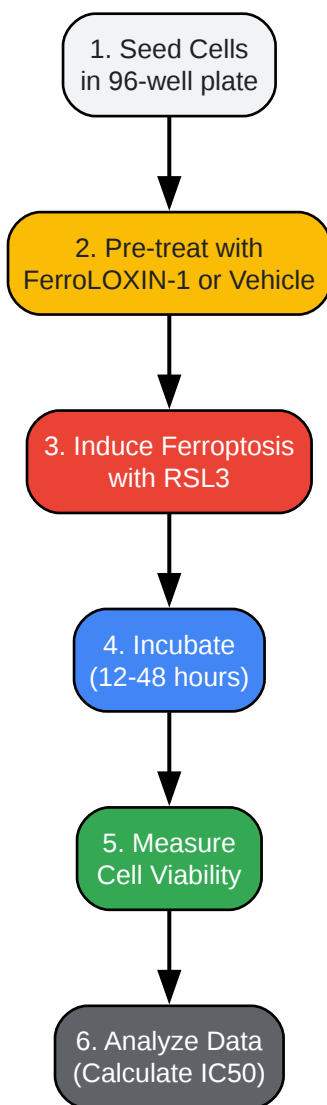 1. Seed Cells
in 96-well plate
2. Pre-treat with
FerroLOXIN-1 or Vehicle
3. Induce Ferroptosis
with RSL3
4. Incubate
(12-48 hours)
5. Measure
Cell Viability
6. Analyze Data
(Calculate IC50)